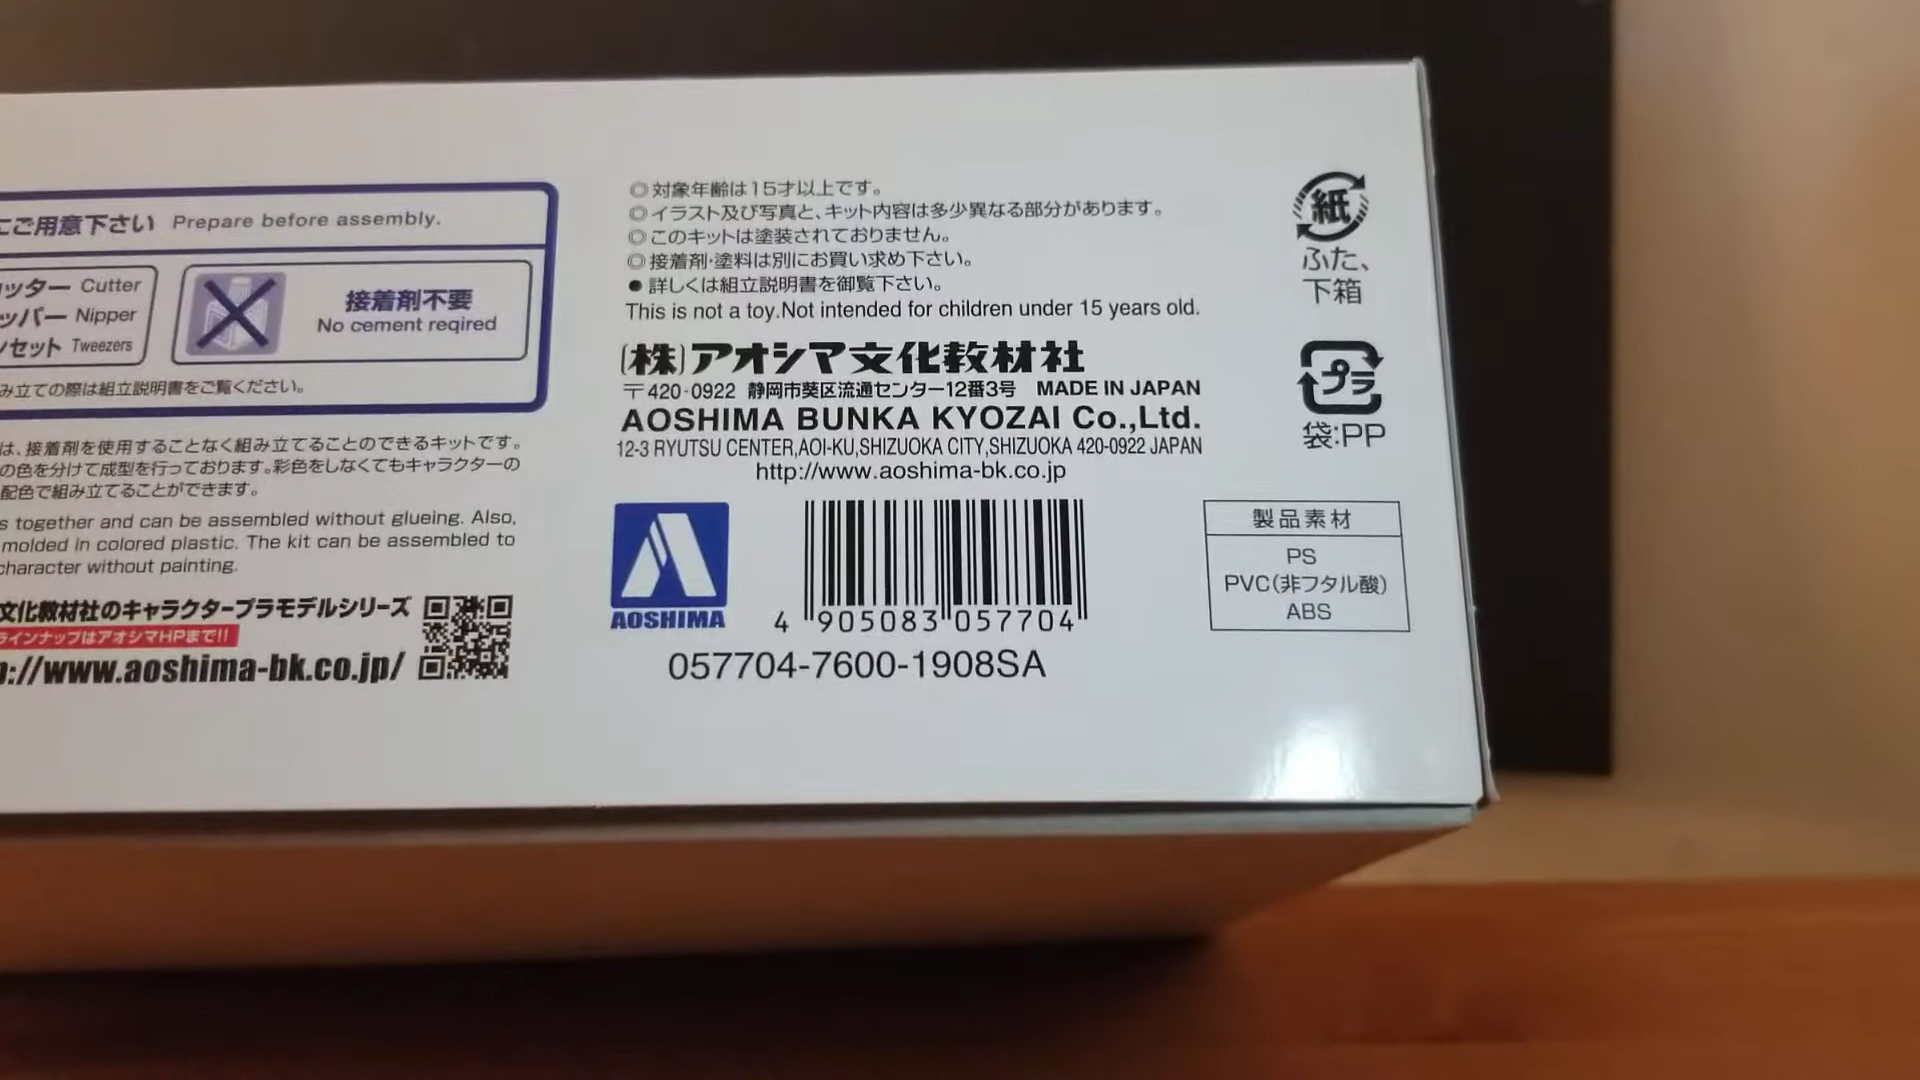 にご用意下さい Prepare before assembly.
カッター Cutter
ッパー Nipper
ンセット Tweezers
接着剤不要
No cement reqired
み立ての際は組立説明書をご覧ください。
は、接着剤を使用することなく組み立てることのできるキットです。
の色を分けて成型を行っております。彩色をしなくてもキャラクターの
配色で組み立てることができます。
s together and can be assembled without glueing. Also,
molded in colored plastic. The kit can be assembled to
character without painting.
文化教材社のキャラクタープラモデルシリーズ
ラインナップはアオシマHPまで!!
://www.aoshima-bk.co.jp/
◎対象年齢は15才以上です。
◎イラスト及び写真と、キット内容は多少異なる部分があります。
◎このキットは塗装されておりません。
◎接着剤・塗料は別にお買い求め下さい。
●詳しくは組立説明書を御覧下さい。
This is not a toy.Not intended for children under 15 years old.
(株)アオシマ文化教材社
〒420-0922 静岡市葵区流通センター12番3号 MADE IN JAPAN
AOSHIMA BUNKA KYOZAI Co.,Ltd.
12-3 RYUTSU CENTER,AOI-KU,SHIZUOKA CITY,SHIZUOKA 420-0922 JAPAN
http://www.aoshima-bk.co.jp
AOSHIMA
4 905083 057704
057704-7600-1908SA
紙
ふた、
下箱
プラ
袋:PP
製品素材
PS
PVC(非フタル酸)
ABS